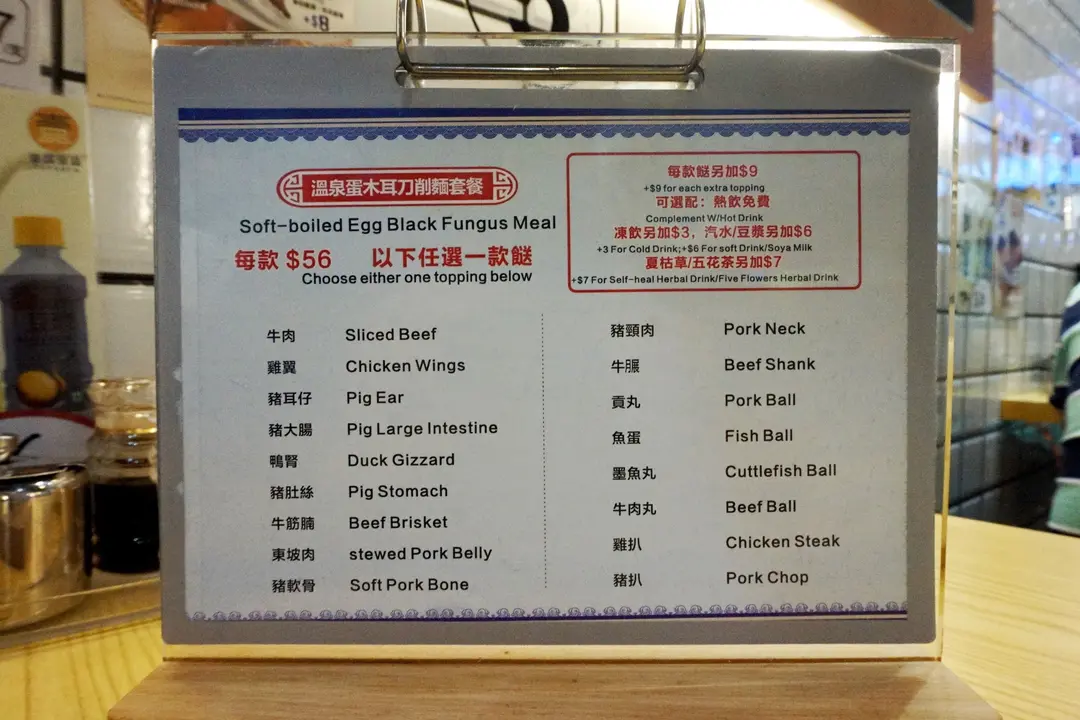 +$8
7
溫泉蛋木耳刀削麵套餐
Soft-boiled Egg Black Fungus Meal
每款 $56 以下任選一款餸
Choose either one topping below
每款餸另加$9
+$9 for each extra topping
可選配：熱飲免費
Complement W/Hot Drink
凍飲另加$3，汽水/豆漿另加$6
+3 For Cold Drink;+$6 For soft Drink/Soya Milk
夏枯草/五花茶另加$7
+$7 For Self-heal Herbal Drink/Five Flowers Herbal Drink
牛肉 Sliced Beef
雞翼 Chicken Wings
豬耳仔 Pig Ear
豬大腸 Pig Large Intestine
鴨腎 Duck Gizzard
豬肚絲 Pig Stomach
牛筋腩 Beef Brisket
東坡肉 stewed Pork Belly
豬軟骨 Soft Pork Bone
豬頸肉 Pork Neck
牛𦟌 Beef Shank
貢丸 Pork Ball
魚蛋 Fish Ball
墨魚丸 Cuttlefish Ball
牛肉丸 Beef Ball
雞扒 Chicken Steak
豬扒 Pork Chop